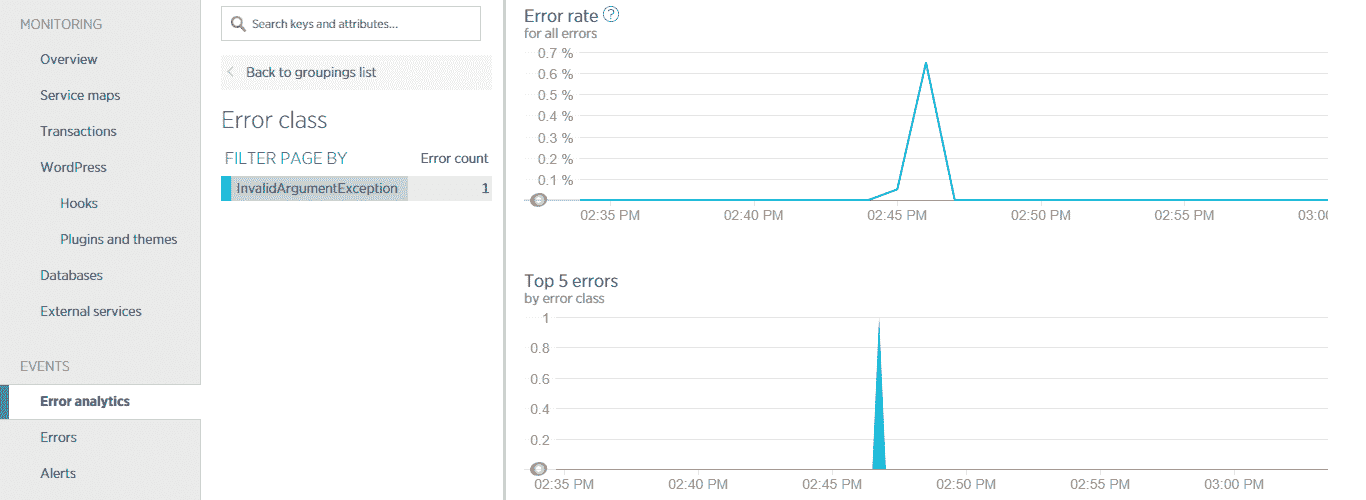 MONITORING
Overview
Service maps
Transactions
WordPress
Hooks
Plugins and themes
Databases
External services
EVENTS
Error analytics
Errors
Alerts
Search keys and attributes...
Back to groupings list
Error class
FILTER PAGE BY Error count
InvalidArgumentException 1
Error rate ?
for all errors
0.7 %
0.6 %
0.5 %
0.4 %
0.3 %
0.2 %
0.1 %
02:35 PM 02:40 PM 02:45 PM 02:50 PM 02:55 PM 03:00
Top 5 errors
by error class
1
0.8
0.6
0.4
0.2
02:35 PM 02:40 PM 02:45 PM 02:50 PM 02:55 PM 03:00 PM